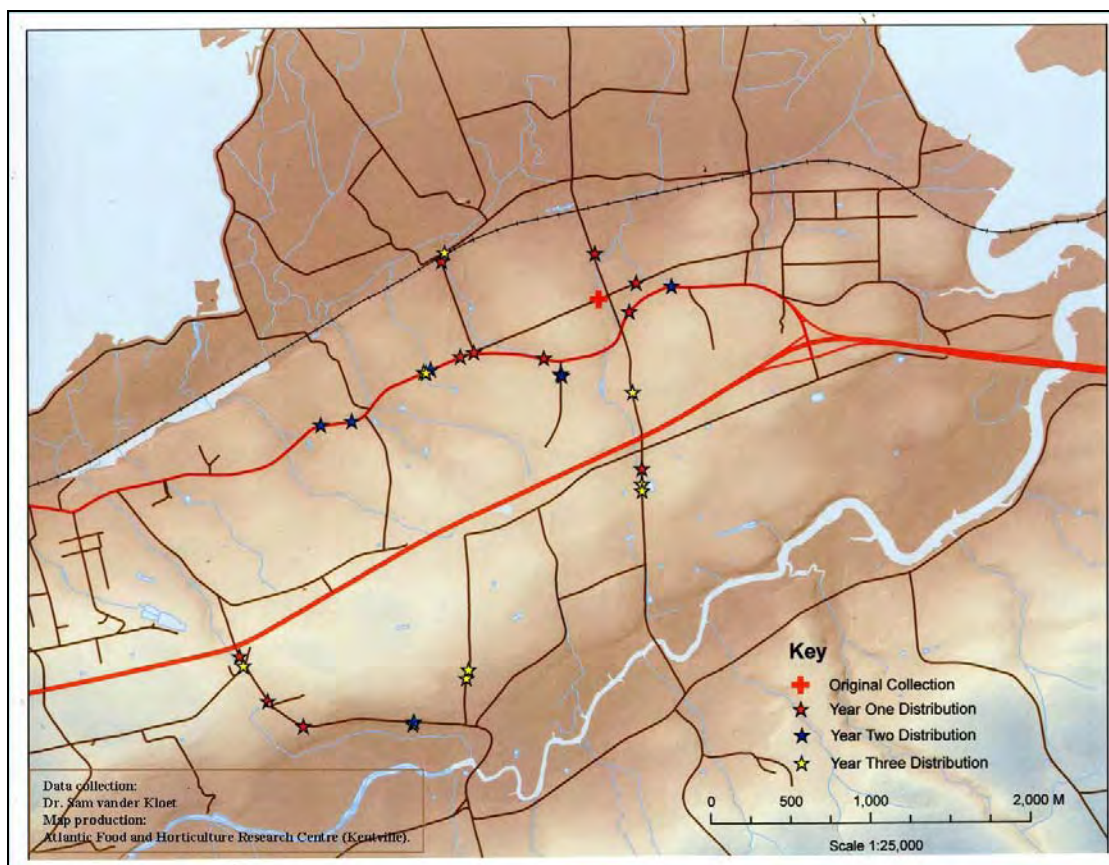 Key
Original Collection
Year One Distribution
Year Two Distribution
Year Three Distribution
0 500 1,000 2,000 M
Scale 1:25,000
Data collection:
Dr. Sam vander Kloet
Map production:
Atlantic Food and Horticulture Research Centre (Kentville).